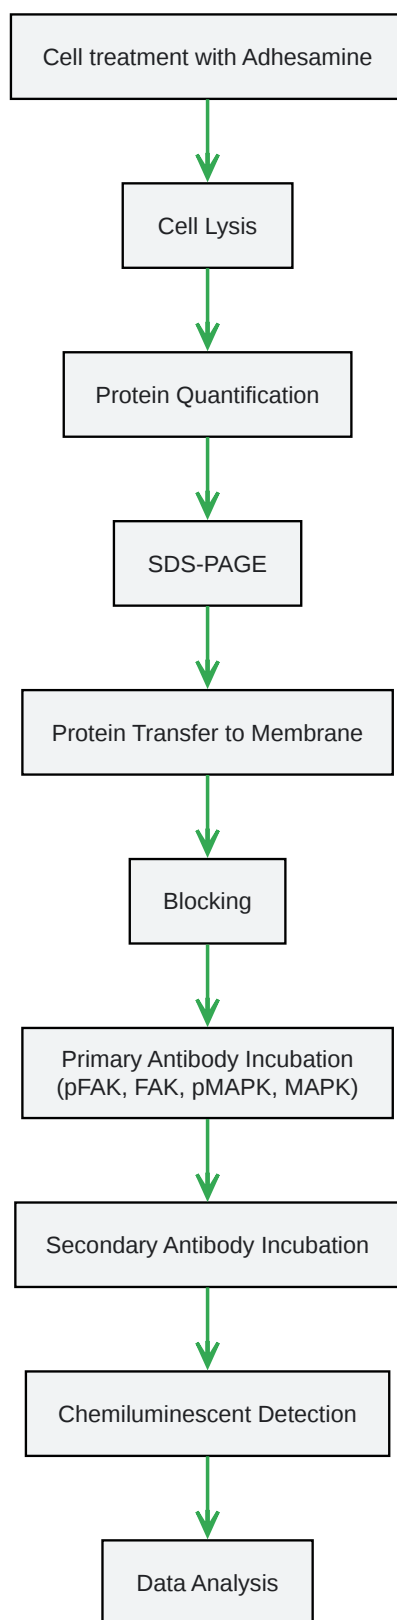 Cell treatment with Adhesamine
Cell Lysis
Protein Quantification
SDS-PAGE
Protein Transfer to Membrane
Blocking
Primary Antibody Incubation
(pFAK, FAK, pMAPK, MAPK)
Secondary Antibody Incubation
Chemiluminescent Detection
Data Analysis